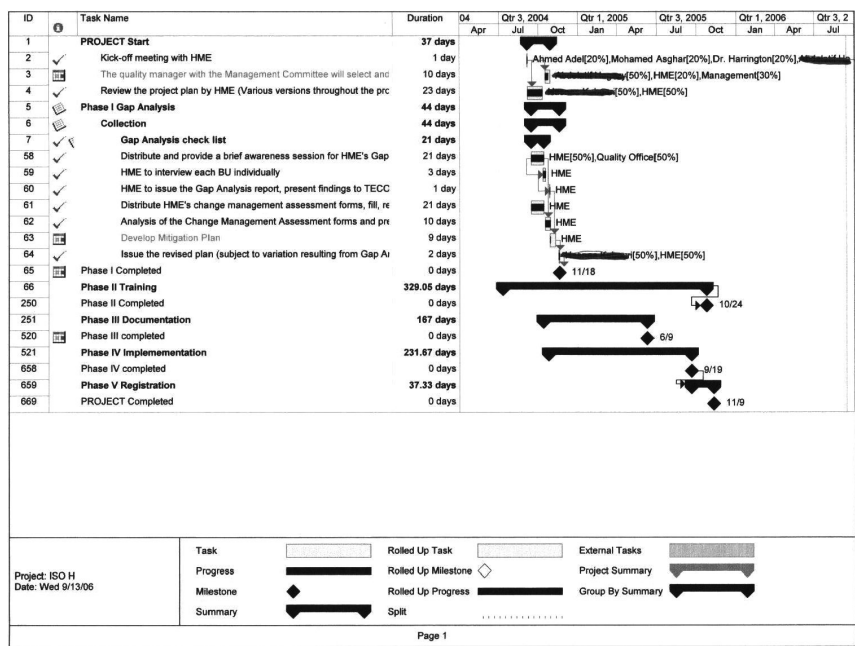 ID Task Name Duration 04 Qtr 3, 2004 Qtr 1, 2005 Qtr 3, 2005 Qtr 1, 2006 Qtr 3, 2
Apr Jul Oct Jan Apr Jul Oct Jan Apr Jul
1 PROJECT Start 37 days
2 Kick-off meeting with HME 1 day Ahmed Adel[20%],Mohamed Asghar[20%],Dr. Harrington[20%],
3 The quality manager with the Management Committee will select and 10 days [50%],HME[20%],Management[30%]
4 Review the project plan by HME (Various versions throughout the pro 23 days [50%],HME[50%]
5 Phase I Gap Analysis 44 days
6 Collection 44 days
7 Gap Analysis check list 21 days
58 Distribute and provide a brief awareness session for HME's Gap 21 days HME[50%],Quality Office[50%]
59 HME to interview each BU individually 3 days HME
60 HME to issue the Gap Analysis report, present findings to TECC 1 day HME
61 Distribute HME's change management assessment forms, fill, re 21 days HME
62 Analysis of the Change Management Assessment forms and pre 10 days HME
63 Develop Mitigation Plan 9 days HME
64 Issue the revised plan (subject to variation resulting from Gap Ar 2 days [50%],HME[50%]
65 Phase I Completed 0 days 11/18
66 Phase II Training 329.05 days
250 Phase II Completed 0 days 10/24
251 Phase III Documentation 167 days
520 Phase III completed 0 days 6/9
521 Phase IV Implemementation 231.67 days
658 Phase IV completed 0 days 9/19
659 Phase V Registration 37.33 days
669 PROJECT Completed 0 days 11/9
Project: ISO H
Date: Wed 9/13/06
Task Rolled Up Task External Tasks
Progress Rolled Up Milestone Project Summary
Milestone Rolled Up Progress Group By Summary
Summary Split
Page 1